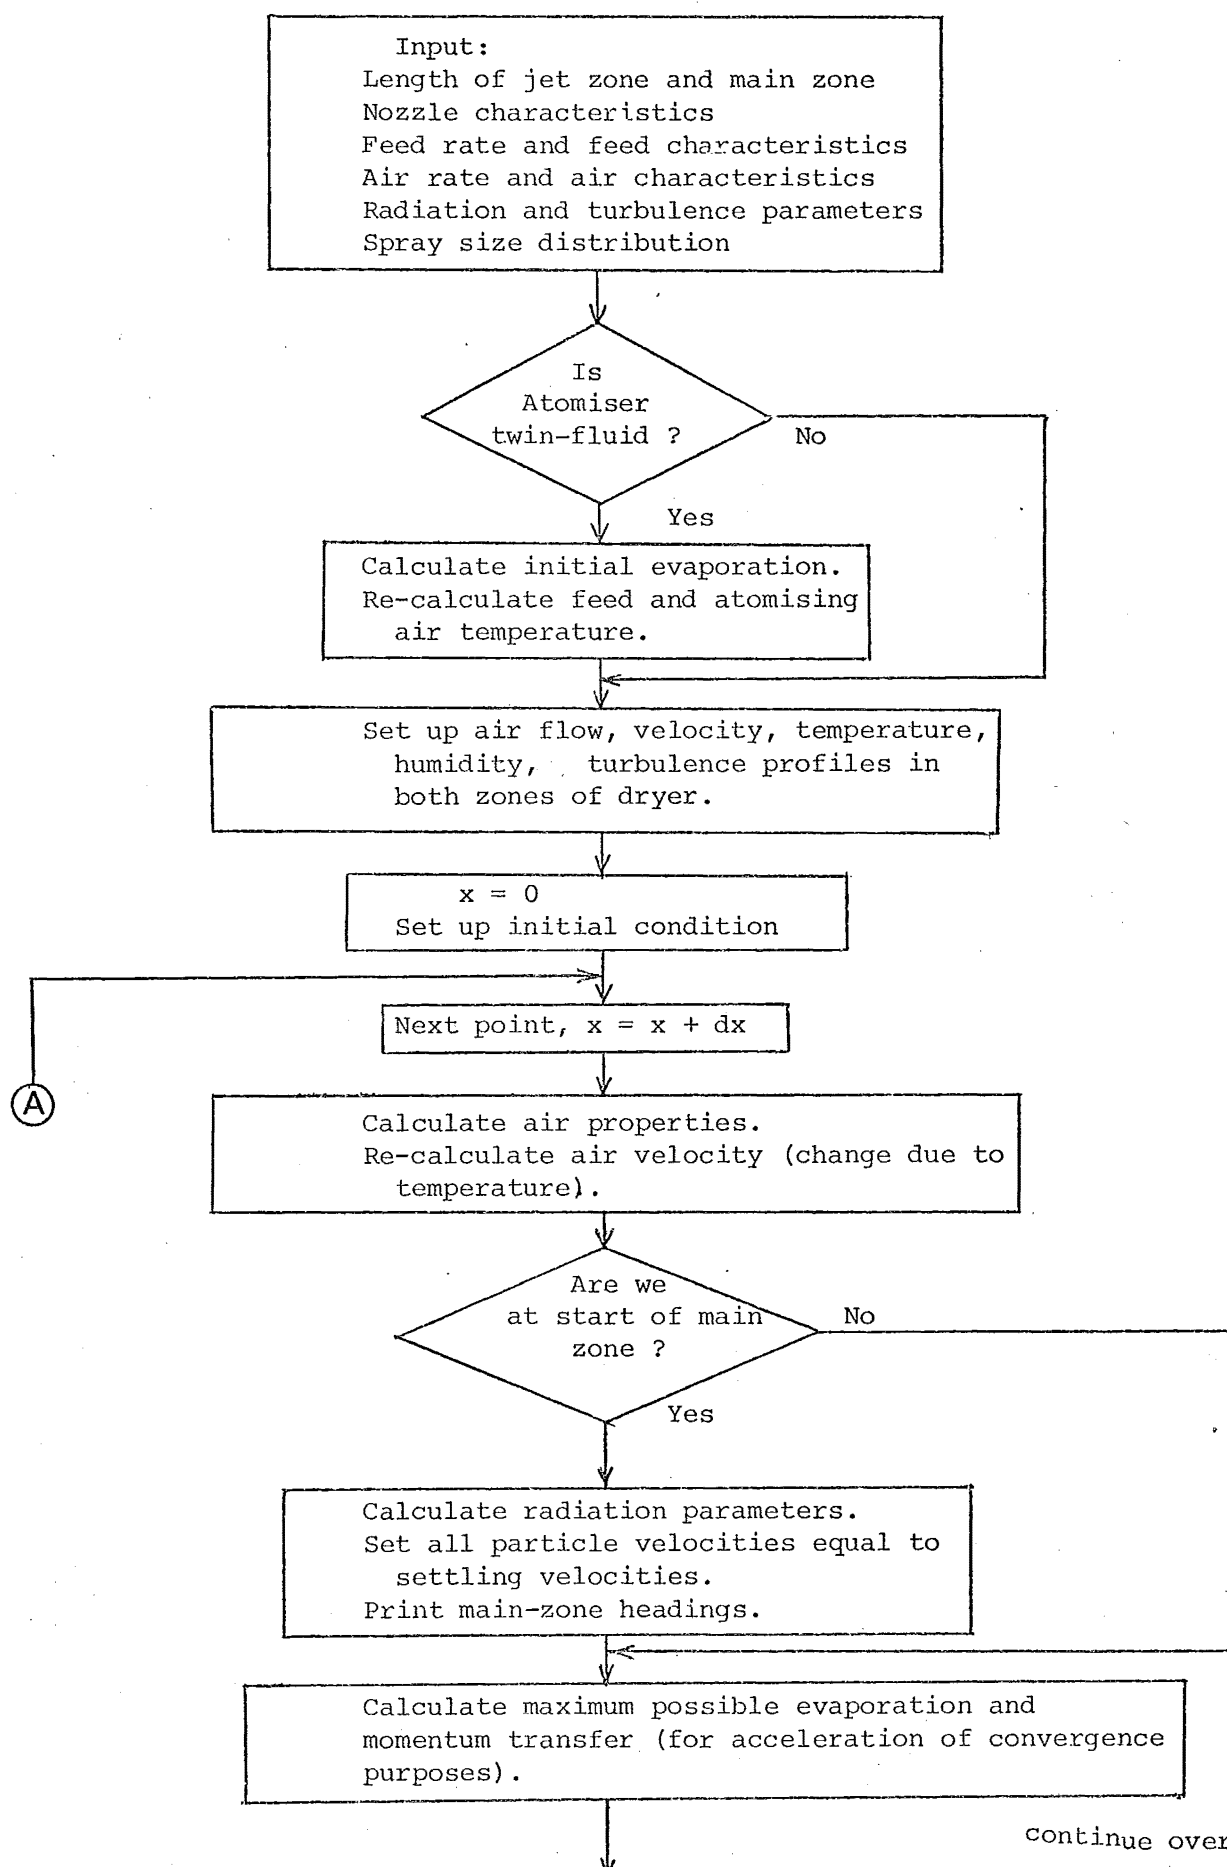 Input:
Length of jet zone and main zone
Nozzle characteristics
Feed rate and feed characteristics
Air rate and air characteristics
Radiation and turbulence parameters
Spray size distribution
Is
Atomiser
twin-fluid ?
No
Yes
Calculate initial evaporation.
Re-calculate feed and atomising
air temperature.
Set up air flow, velocity, temperature,
humidity, turbulence profiles in
both zones of dryer.
x = 0
Set up initial condition
Next point, x = x + dx
A
Calculate air properties.
Re-calculate air velocity (change due to
temperature).
Are we
at start of main
zone ?
No
Yes
Calculate radiation parameters.
Set all particle velocities equal to
settling velocities.
Print main-zone headings.
Calculate maximum possible evaporation and
momentum transfer (for acceleration of convergence
purposes).
continue over